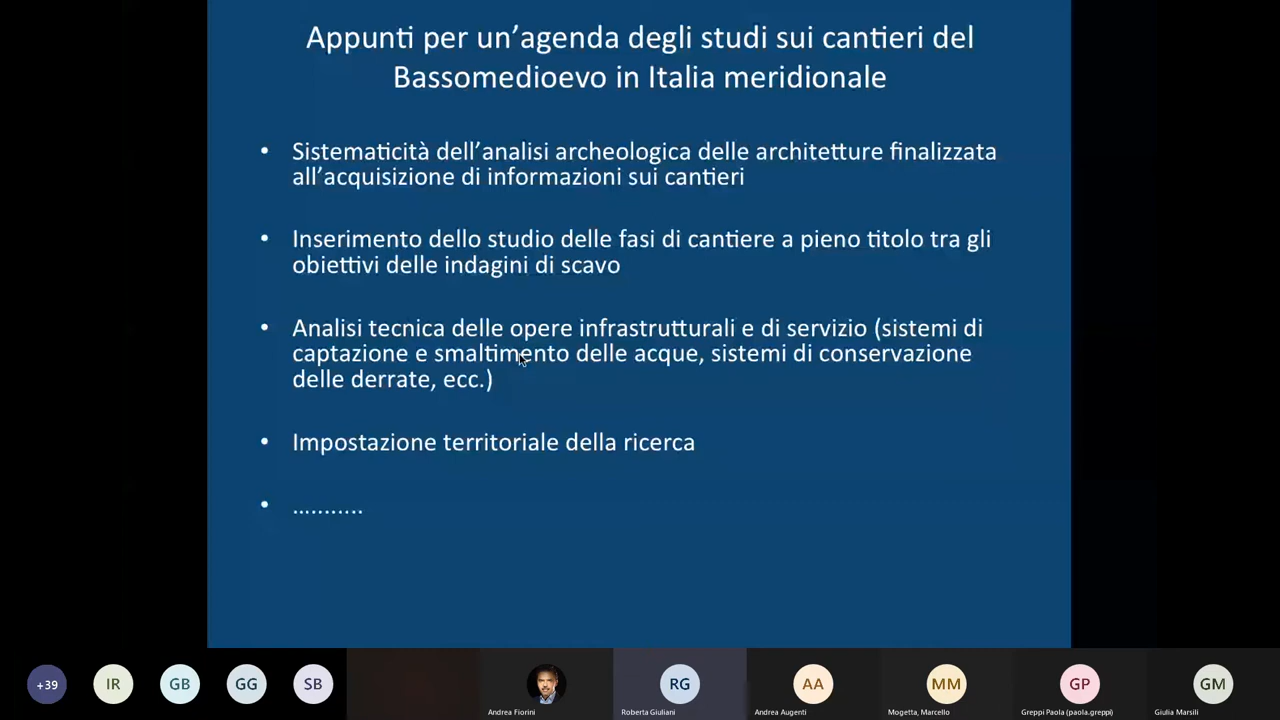 Appunti per un’agenda degli studi sui cantieri del
Bassomedioevo in Italia meridionale
• Sistematicità dell’analisi archeologica delle architetture finalizzata
all’acquisizione di informazioni sui cantieri
• Inserimento dello studio delle fasi di cantiere a pieno titolo tra gli
obiettivi delle indagini di scavo
• Analisi tecnica delle opere infrastrutturali e di servizio (sistemi di
captazione e smaltimento delle acque, sistemi di conservazione
delle derrate, ecc.)
• Impostazione territoriale della ricerca
• ...........
+39 IR GB GG SB RG AA MM GP GM
Andrea Fiorini Roberta Giuliani Andrea Augenti Mogetta, Marcello Greppi Paola (paola.greppi) Giulia Marsili